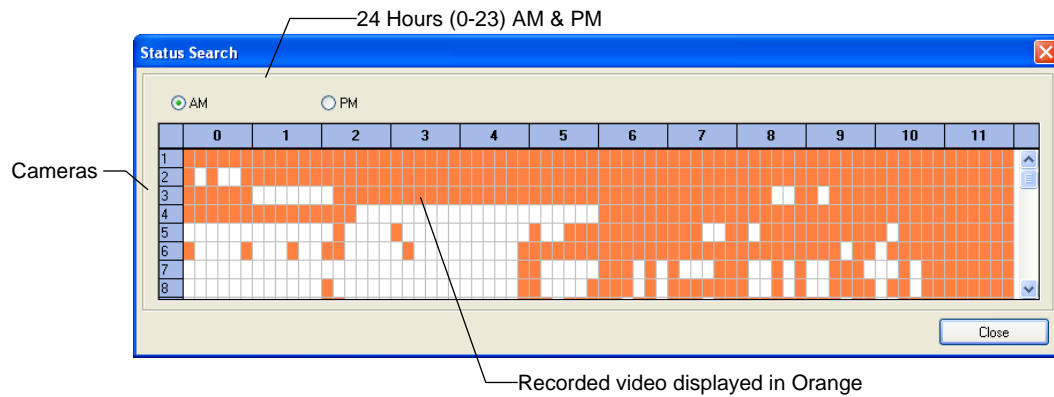 24 Hours (0-23) AM & PM
Status Search
AM PM
0 1 2 3 4 5 6 7 8 9 10 11
Cameras
1
2
3
4
5
6
7
8
Close
Recorded video displayed in Orange